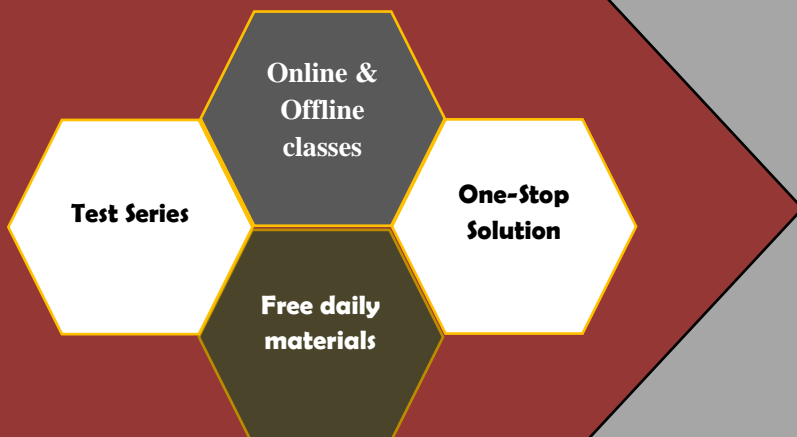 Online &
Offline
classes
Test Series
One-Stop
Solution
Free daily
materials